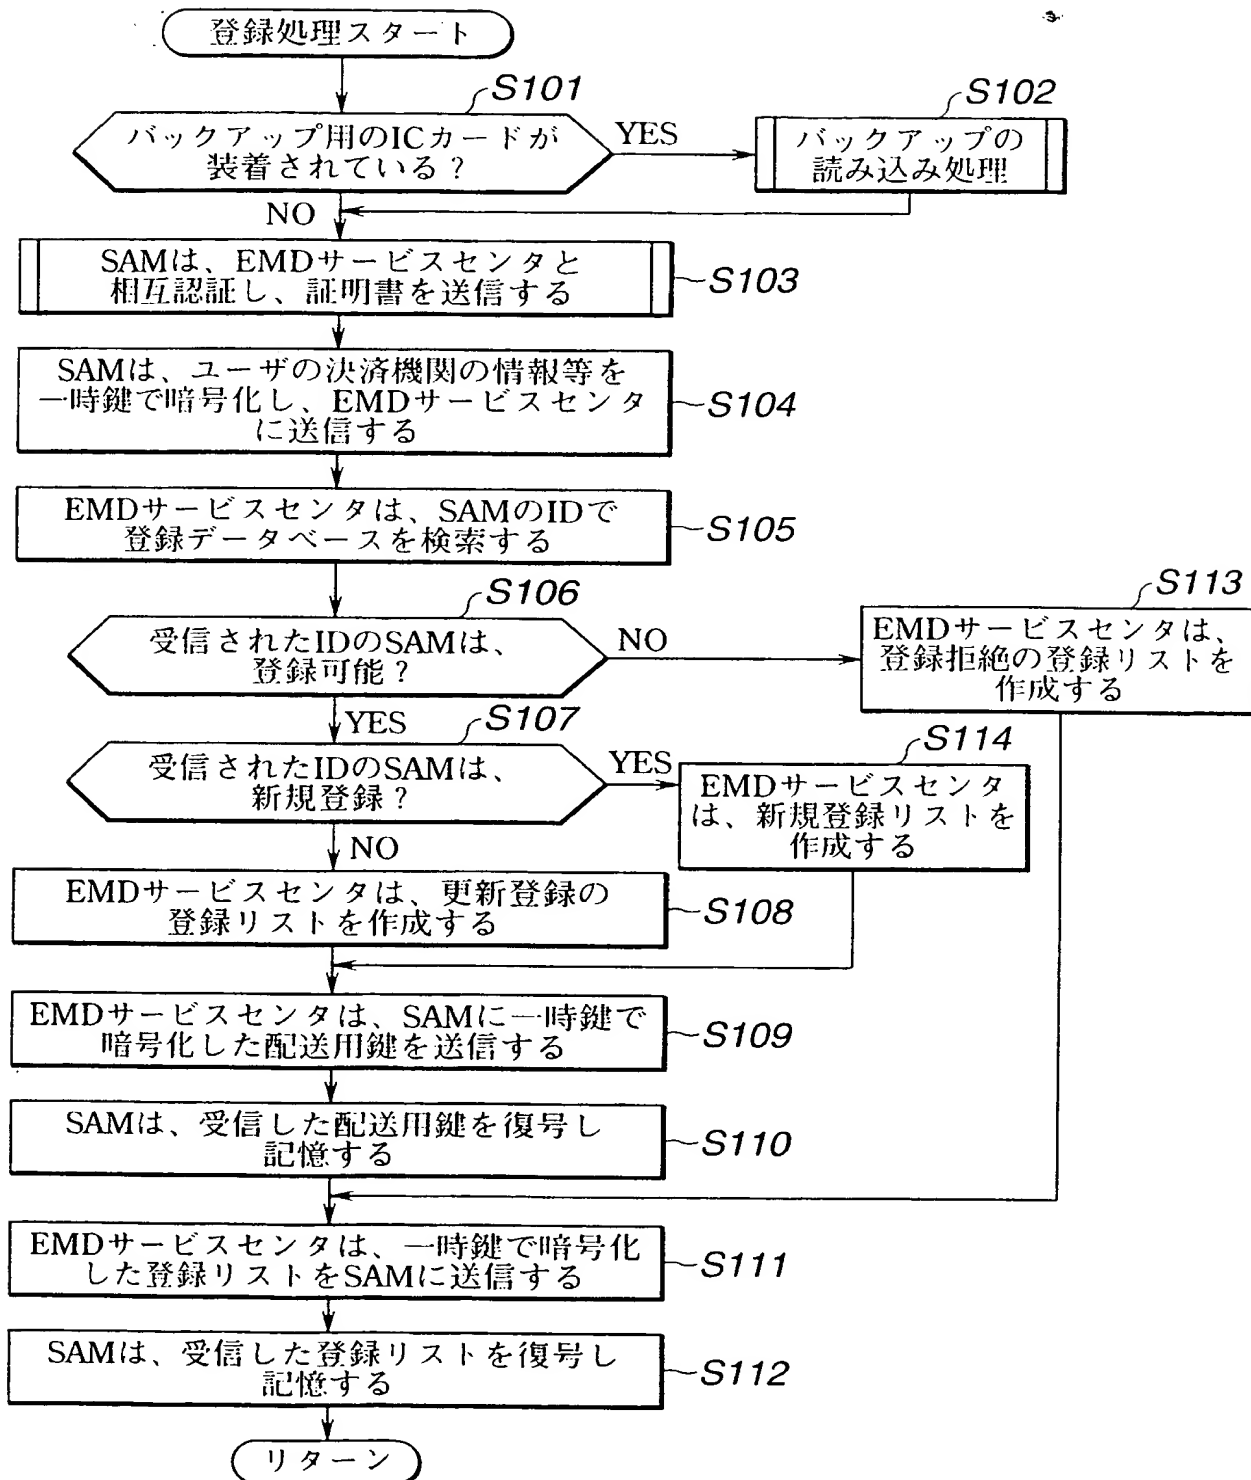 登録処理スタート
S101
バックアップ用のICカードが
装着されている?
YES
S102
バックアップの
読み込み処理
NO
SAMは、EMDサービスセンタと
相互認証し、証明書を送信する
S103
SAMは、ユーザの決済機関の情報等を
一時鍵で暗号化し、EMDサービスセンタ
に送信する
S104
EMDサービスセンタは、SAMのIDで
登録データベースを検索する
S105
S106
受信されたIDのSAMは、
登録可能?
NO
S113
EMDサービスセンタは、
登録拒絶の登録リストを
作成する
YES
S107
受信されたIDのSAMは、
新規登録?
YES
S114
EMDサービスセンタ
は、新規登録リストを
作成する
NO
EMDサービスセンタは、更新登録の
登録リストを作成する
S108
EMDサービスセンタは、SAMに一時鍵で
暗号化した配送用鍵を送信する
S109
SAMは、受信した配送用鍵を復号し
記憶する
S110
EMDサービスセンタは、一時鍵で暗号化
した登録リストをSAMに送信する
S111
SAMは、受信した登録リストを復号し
記憶する
S112
リターン